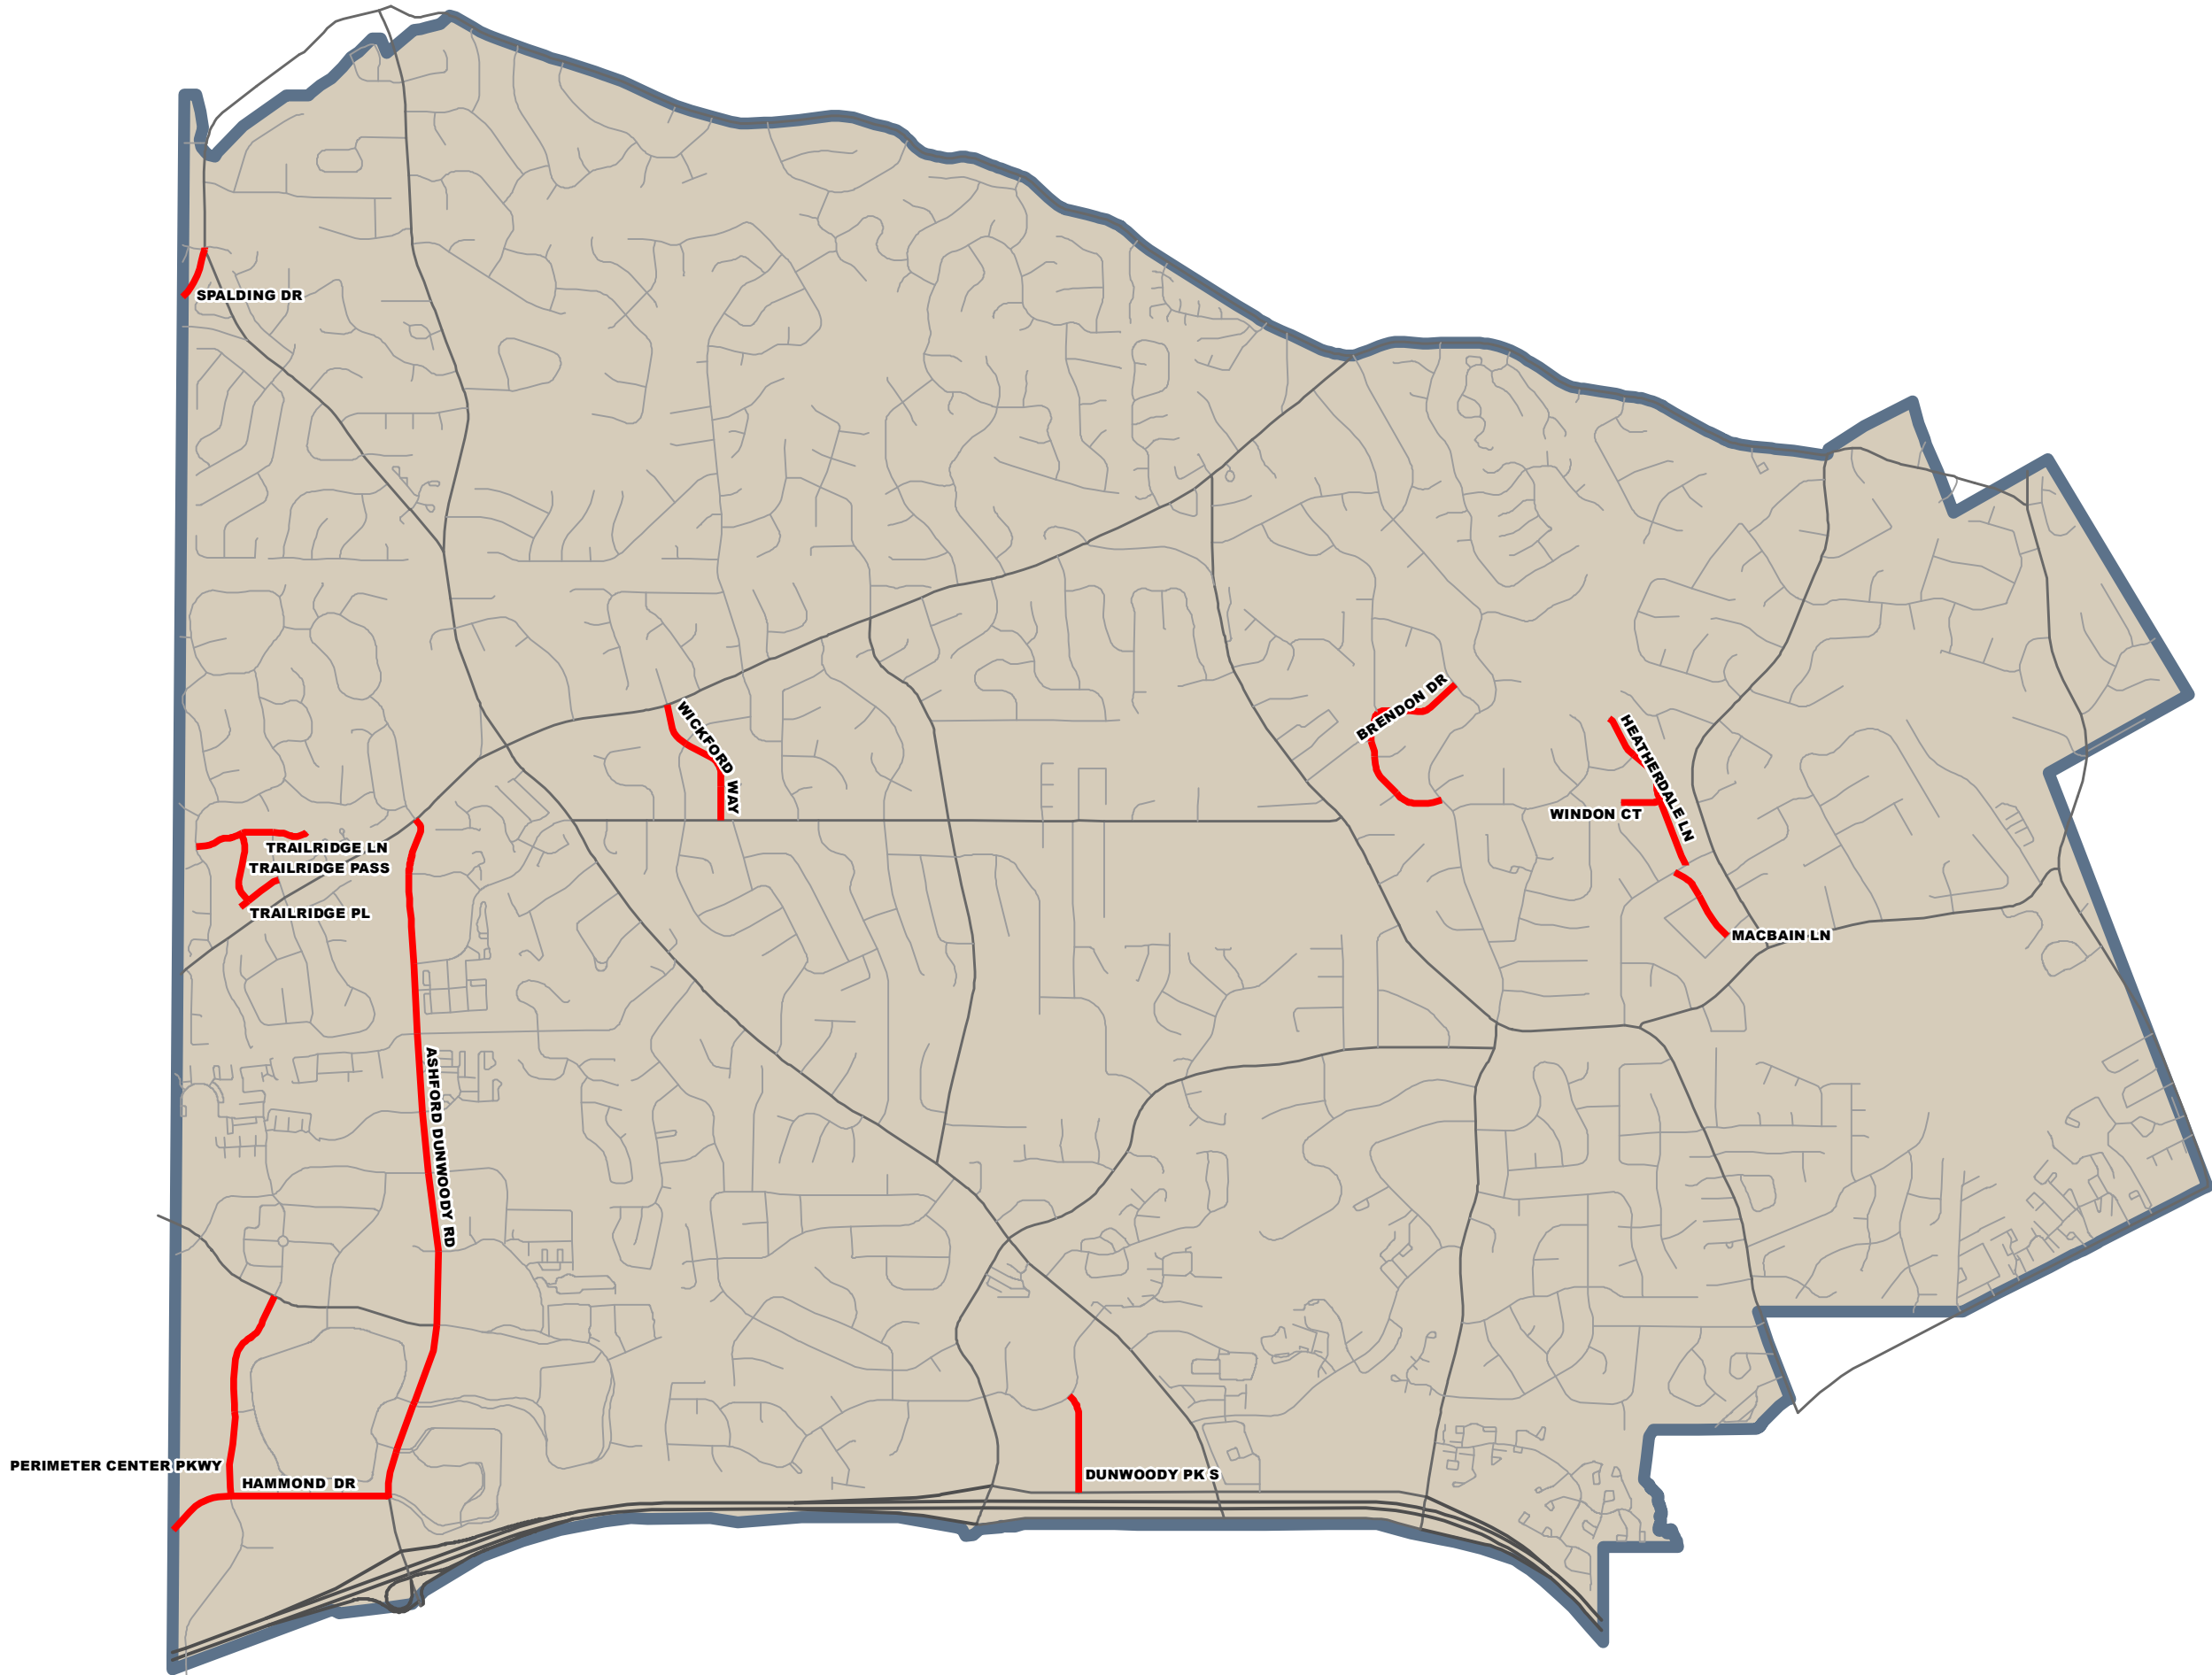 SPALDING DR
BRENDON DR
WICKFORD WAY
HEATHERDALE LN
WINDON CT
TRAILRIDGE LN
TRAILRIDGE PASS
TRAILRIDGE PL
MACBAIN LN
ASHFORD DUNWOODY RD
PERIMETER CENTER PKWY
HAMMOND DR
DUNWOODY PK S